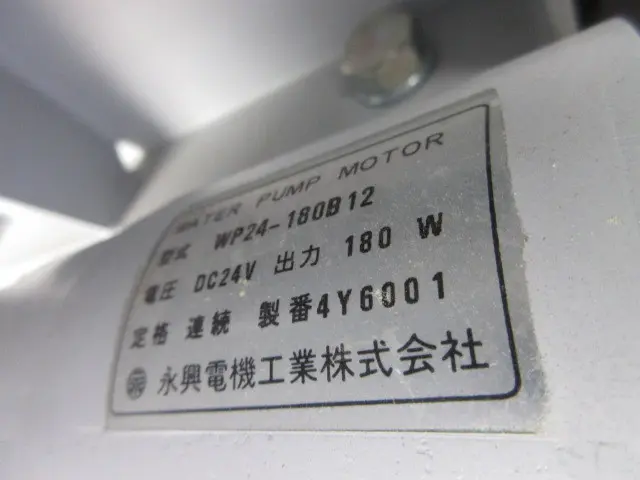 WATER PUMP MOTOR
型式 WP24-180B12
電圧 DC24V 出力 180 W
定格 連続 製番4Y6001
永興電機工業株式会社